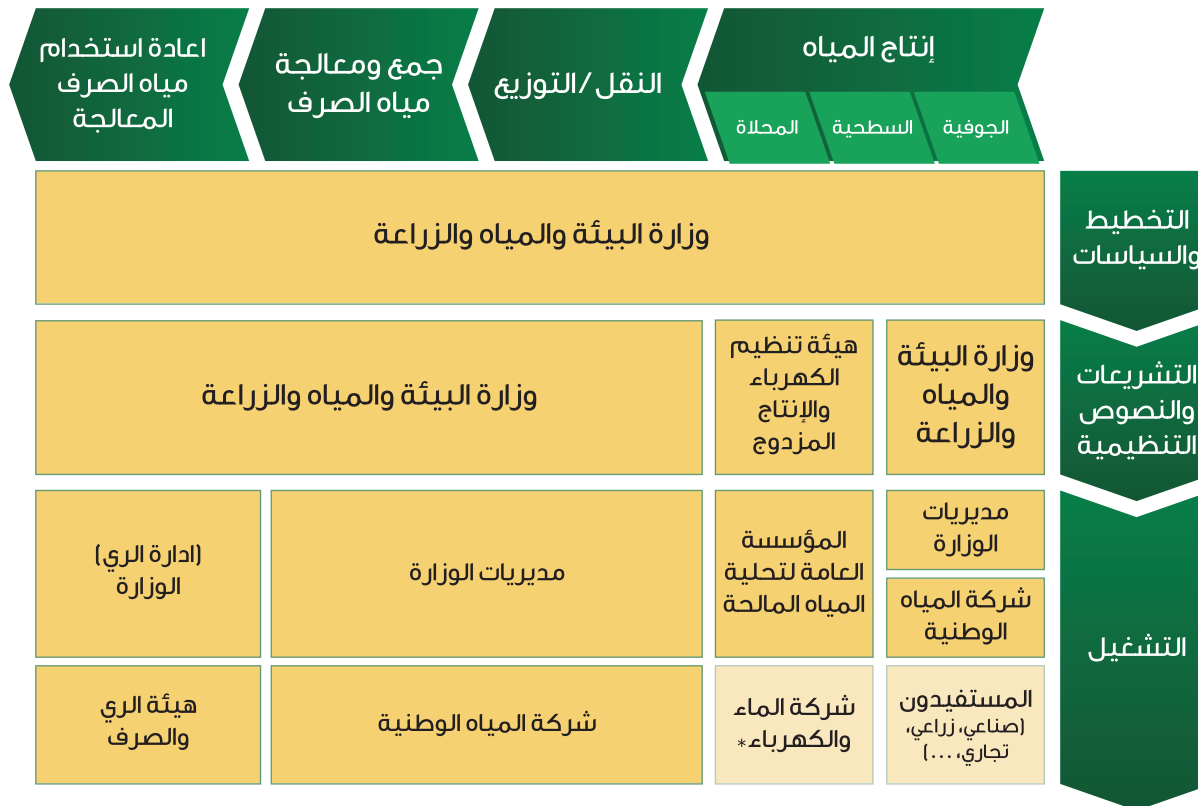 إنتاج المياه
الجوفية
السطحية
المحلاة
النقل/التوزيع
جمع ومعالجة
مياه الصرف
اعادة استخدام
مياه الصرف
المعالجة
التخطيط
والسياسات
وزارة البيئة والمياه والزراعة
التشريعات
والنصوص
التنظيمية
وزارة البيئة
والمياه
والزراعة
هيئة تنظيم
الكهرباء
والإنتاج
المزدوج
وزارة البيئة والمياه والزراعة
التشغيل
مديريات
الوزارة
شركة المياه
الوطنية
المستفيدون
(صناعي، زراعي،
تجاري، ...)
المؤسسة
العامة لتحلية
المياه المالحة
شركة الماء
والكهرباء*
مديريات الوزارة
شركة المياه الوطنية
(ادارة الري)
الوزارة
هيئة الري
والصرف